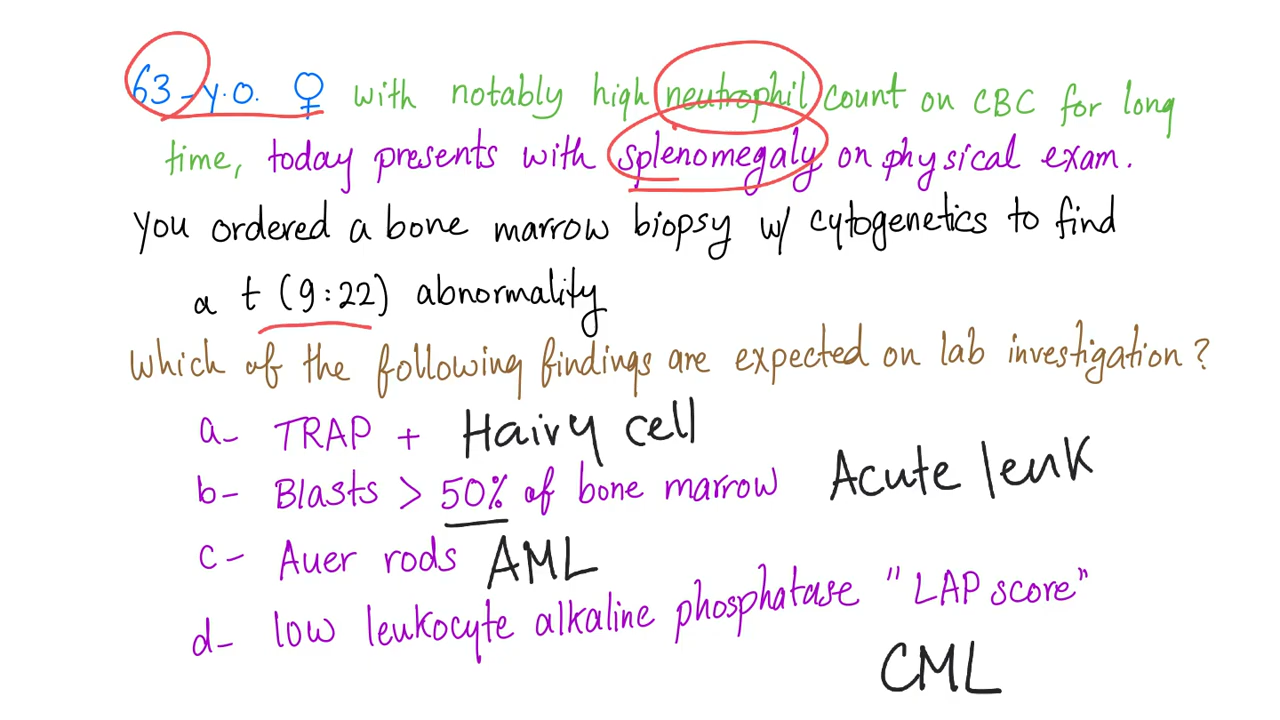 63-y.o. ♀ with notably high neutrophil count on CBC for long
time, today presents with splenomegaly on physical exam.
You ordered a bone marrow biopsy w/ cytogenetics to find
a t (9:22) abnormality
Which of the following findings are expected on lab investigation?
a- TRAP + Hairy cell
b- Blasts > 50% of bone marrow Acute leuk
c- Auer rods AML
d- low leukocyte alkaline phosphatase "LAP score"
CML